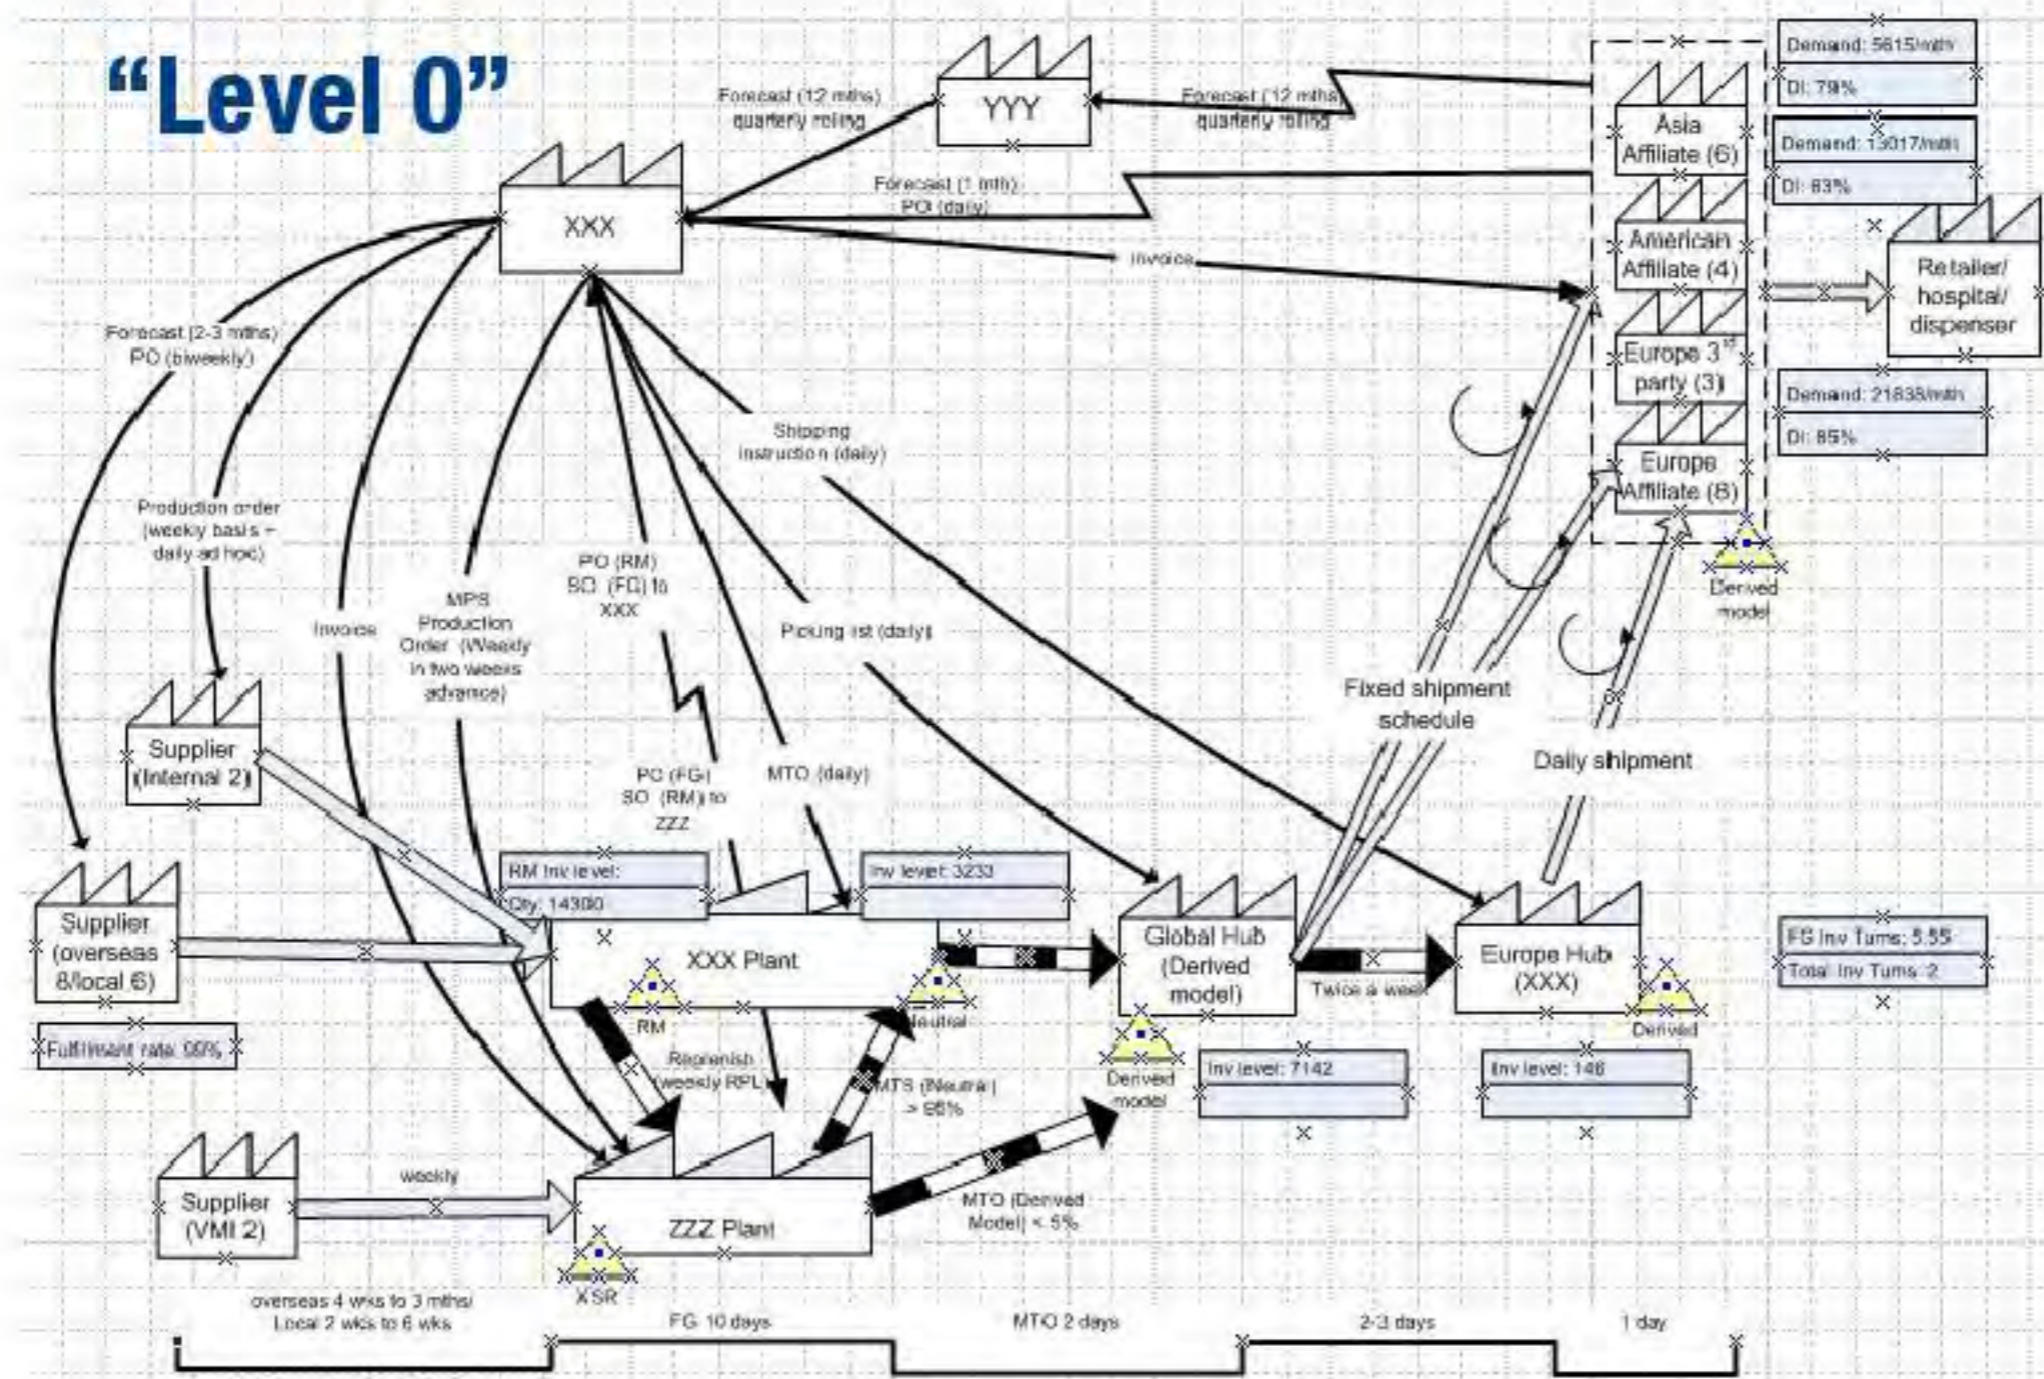 “Level 0”
Forecast (12 mths)
quarterly rolling
YYY
Forecast (12 mths)
quarterly rolling
Asia
Affiliate (6)
Demand: 5615/mth
DI: 79%
Demand: 13017/mth
DI: 83%
XXX
Forecast (1 mth)
PO (daily)
Invoice
American
Affiliate (4)
Retailer/
hospital/
dispenser
Europe 3rd
party (3)
Demand: 21838/mth
DI: 85%
Europe
Affiliate (8)
Derived
model
Forecast (2-3 mths)
PO (biweekly)
Production order
(weekly basis +
daily ad hoc)
Invoice
MPS
Production
Order (Weekly
in two weeks
advance)
PO (RM)
SO (FG) to
XXX
PO (FG)
SO (RM) to
ZZZ
MTO (daily)
Picking list (daily)
Shipping
instruction (daily)
Fixed shipment
schedule
Daily shipment
Supplier
(Internal 2)
Supplier
(overseas
8/local 6)
Fulfillment rate: 99%
RM Inv level:
Qty: 14300
Inv level: 3233
XXX Plant
RM
Neutral
Replenish
(weekly RPL)
MTS (Neutral)
> 95%
Global Hub
(Derived
model)
Derived
model
Inv level: 7142
Twice a week
Europe Hub
(XXX)
Derived
Inv level: 146
FG Inv Turns: 5.55
Total Inv Turns: 2
Supplier
(VMI 2)
weekly
ZZZ Plant
XSR
MTO (Derived
Model) < 5%
overseas 4 wks to 3 mths/
Local 2 wks to 6 wks
FG 10 days
MTO 2 days
2-3 days
1 day